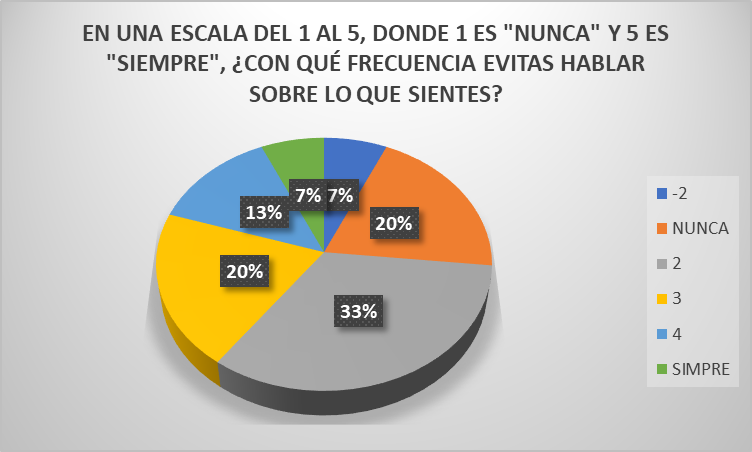 EN UNA ESCALA DEL 1 AL 5, DONDE 1 ES "NUNCA" Y 5 ES
"SIEMPRE", ¿CON QUÉ FRECUENCIA EVITAS HABLAR
SOBRE LO QUE SIENTES?
7%
7%
20%
13%
20%
33%
-2
NUNCA
2
3
4
SIMPRE